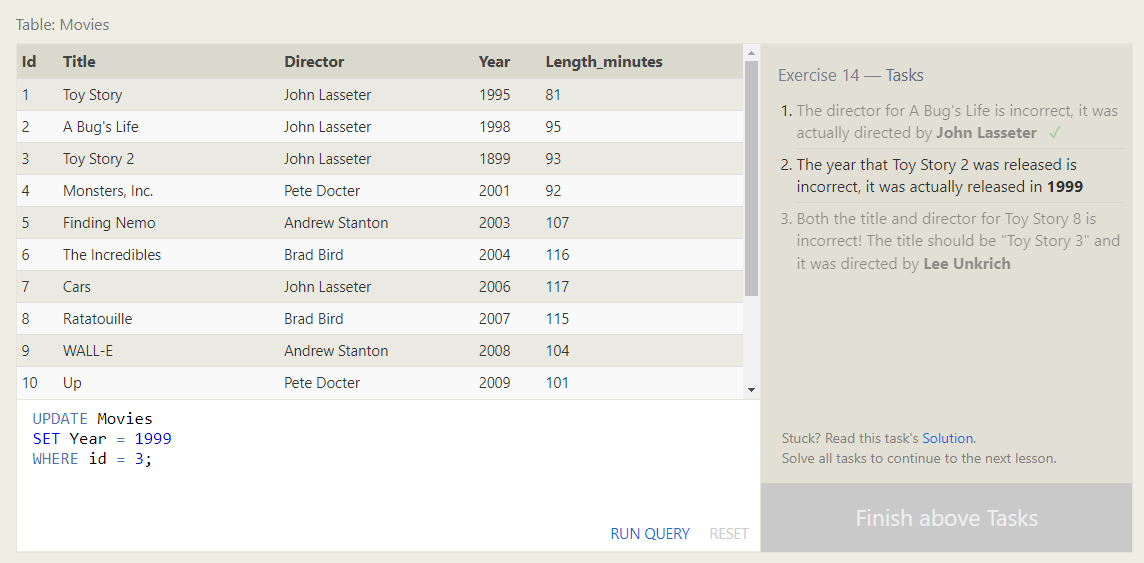 Table: Movies
Id Title Director Year Length_minutes
1 Toy Story John Lasseter 1995 81
2 A Bug's Life John Lasseter 1998 95
3 Toy Story 2 John Lasseter 1899 93
4 Monsters, Inc. Pete Docter 2001 92
5 Finding Nemo Andrew Stanton 2003 107
6 The Incredibles Brad Bird 2004 116
7 Cars John Lasseter 2006 117
8 Ratatouille Brad Bird 2007 115
9 WALL-E Andrew Stanton 2008 104
10 Up Pete Docter 2009 101
UPDATE Movies
SET Year = 1999
WHERE id = 3;
RUN QUERY RESET
Exercise 14 — Tasks
1. The director for A Bug's Life is incorrect, it was
actually directed by John Lasseter ✓
2. The year that Toy Story 2 was released is
incorrect, it was actually released in 1999
3. Both the title and director for Toy Story 8 is
incorrect! The title should be "Toy Story 3" and
it was directed by Lee Unkrich
Stuck? Read this task's Solution.
Solve all tasks to continue to the next lesson.
Finish above Tasks